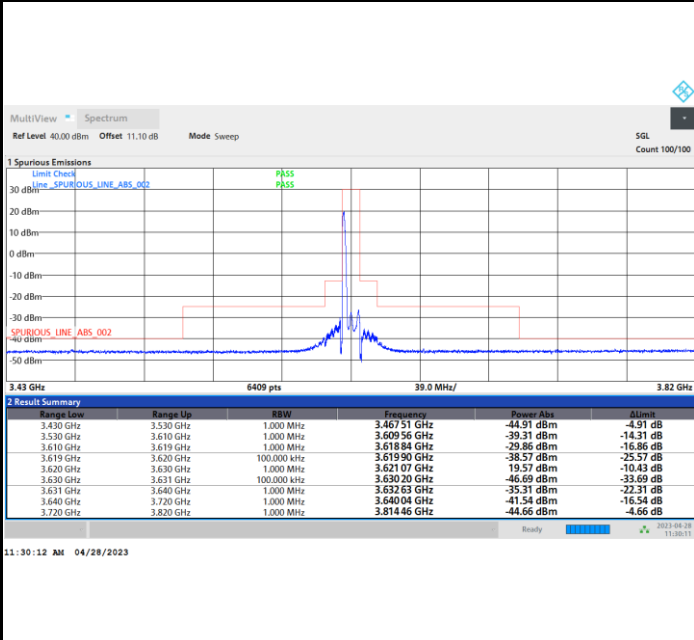 MultiView Spectrum
Ref Level 40.00 dBm Offset 11.10 dB Mode Sweep SGL
Count 100/100
1 Spurious Emissions
Limit Check PASS
Line _SPURIOUS_LINE_ABS_002 PASS
30 dBm
20 dBm
10 dBm
0 dBm
-10 dBm
-20 dBm
-30 dBm
_SPURIOUS_LINE_ABS_002
-40 dBm
-50 dBm
3.43 GHz 6409 pts 39.0 MHz/ 3.82 GHz
2 Result Summary
Range Low Range Up RBW Frequency Power Abs ΔLimit
3.430 GHz 3.530 GHz 1.000 MHz 3.467 51 GHz -44.91 dBm -4.91 dB
3.530 GHz 3.610 GHz 1.000 MHz 3.609 56 GHz -39.31 dBm -14.31 dB
3.610 GHz 3.619 GHz 1.000 MHz 3.618 84 GHz -29.86 dBm -16.86 dB
3.619 GHz 3.620 GHz 100.000 kHz 3.619 90 GHz -38.57 dBm -25.57 dB
3.620 GHz 3.630 GHz 1.000 MHz 3.621 07 GHz 19.57 dBm -10.43 dB
3.630 GHz 3.631 GHz 100.000 kHz 3.630 20 GHz -46.69 dBm -33.69 dB
3.631 GHz 3.640 GHz 1.000 MHz 3.632 63 GHz -35.31 dBm -22.31 dB
3.640 GHz 3.720 GHz 1.000 MHz 3.640 04 GHz -41.54 dBm -16.54 dB
3.720 GHz 3.820 GHz 1.000 MHz 3.814 46 GHz -44.66 dBm -4.66 dB
Ready 2023-04-28
11:30:11
11:30:12 AM 04/28/2023